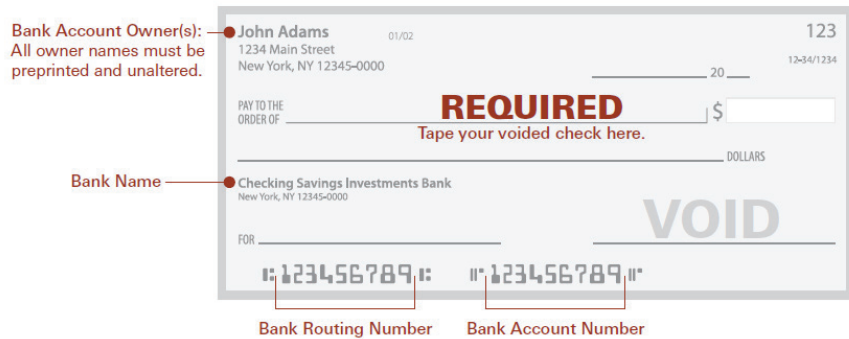 Bank Account Owner(s):
All owner names must be
preprinted and unaltered.
John Adams
01/02
123
1234 Main Street
New York, NY 12345-0000
12-34/1234
20
PAY TO THE
ORDER OF
REQUIRED
$
Tape your voided check here.
DOLLARS
Bank Name
Checking Savings Investments Bank
New York, NY 12345-0000
VOID
FOR
⑆123456789⑆ ⑈123456789⑈
Bank Routing Number
Bank Account Number